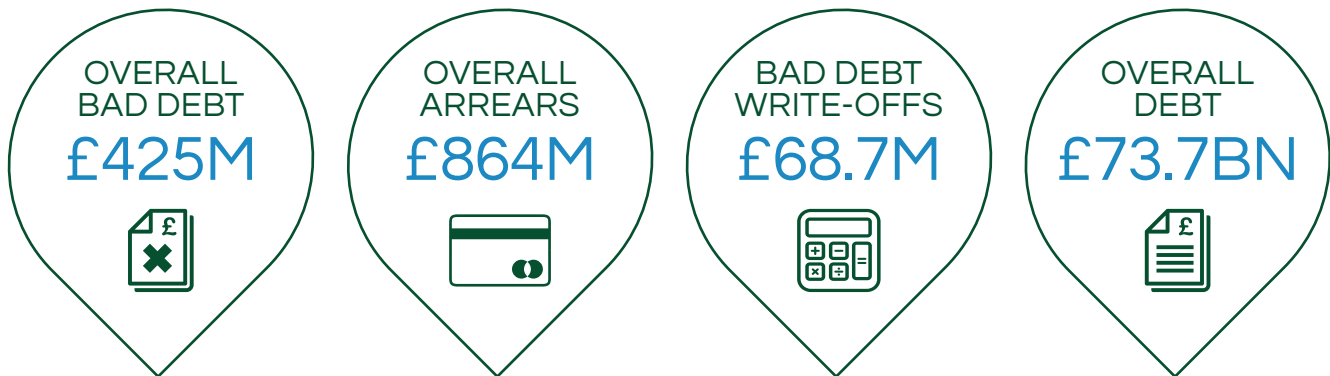 OVERALL
BAD DEBT
£425M
£
OVERALL
ARREARS
£864M
BAD DEBT
WRITE-OFFS
£68.7M
+ −
× ÷ =
OVERALL
DEBT
£73.7BN
£